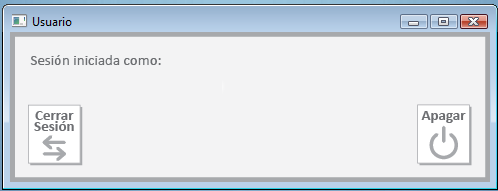 Usuario
Sesión iniciada como:
Cerrar
Sesión
Apagar